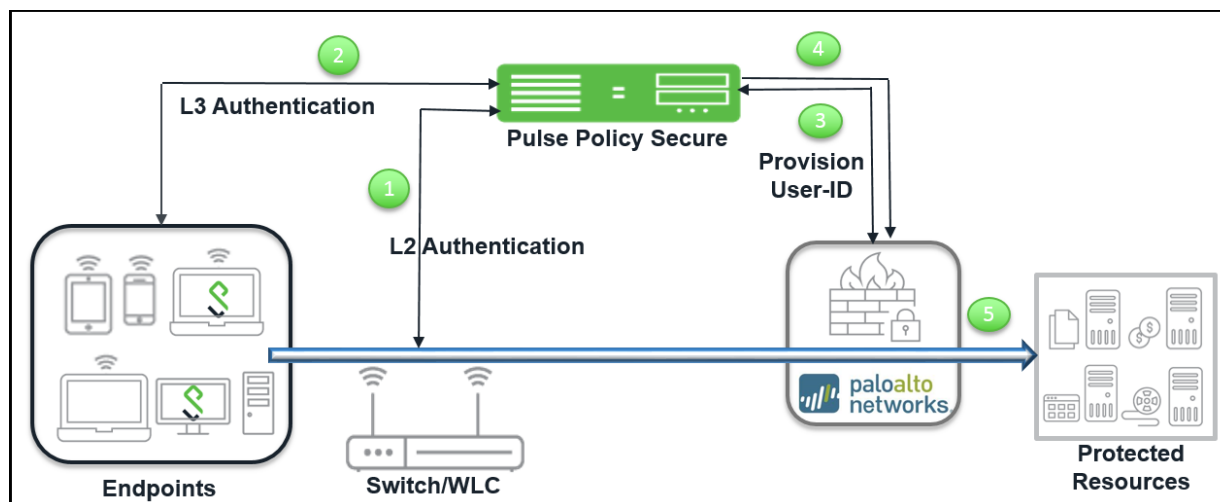 2
4
L3 Authentication
=
Pulse Policy Secure
3
Provision
User-ID
1
L2 Authentication
5
paloalto
networks.
Endpoints
Switch/WLC
Protected
Resources
$
$